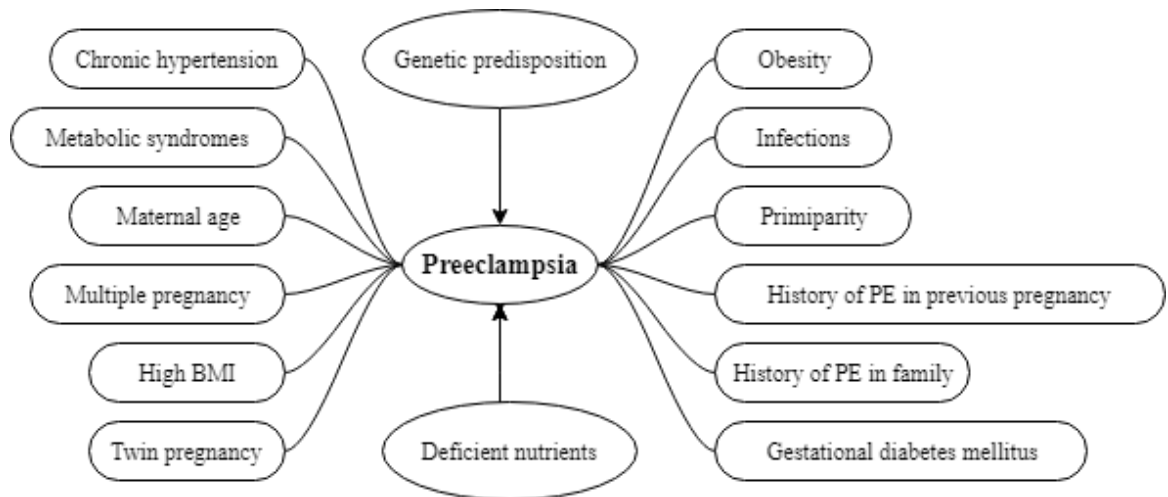 Chronic hypertension
Genetic predisposition
Obesity
Metabolic syndromes
Infections
Maternal age
Primiparity
Preeclampsia
Multiple pregnancy
History of PE in previous pregnancy
High BMI
History of PE in family
Twin pregnancy
Deficient nutrients
Gestational diabetes mellitus